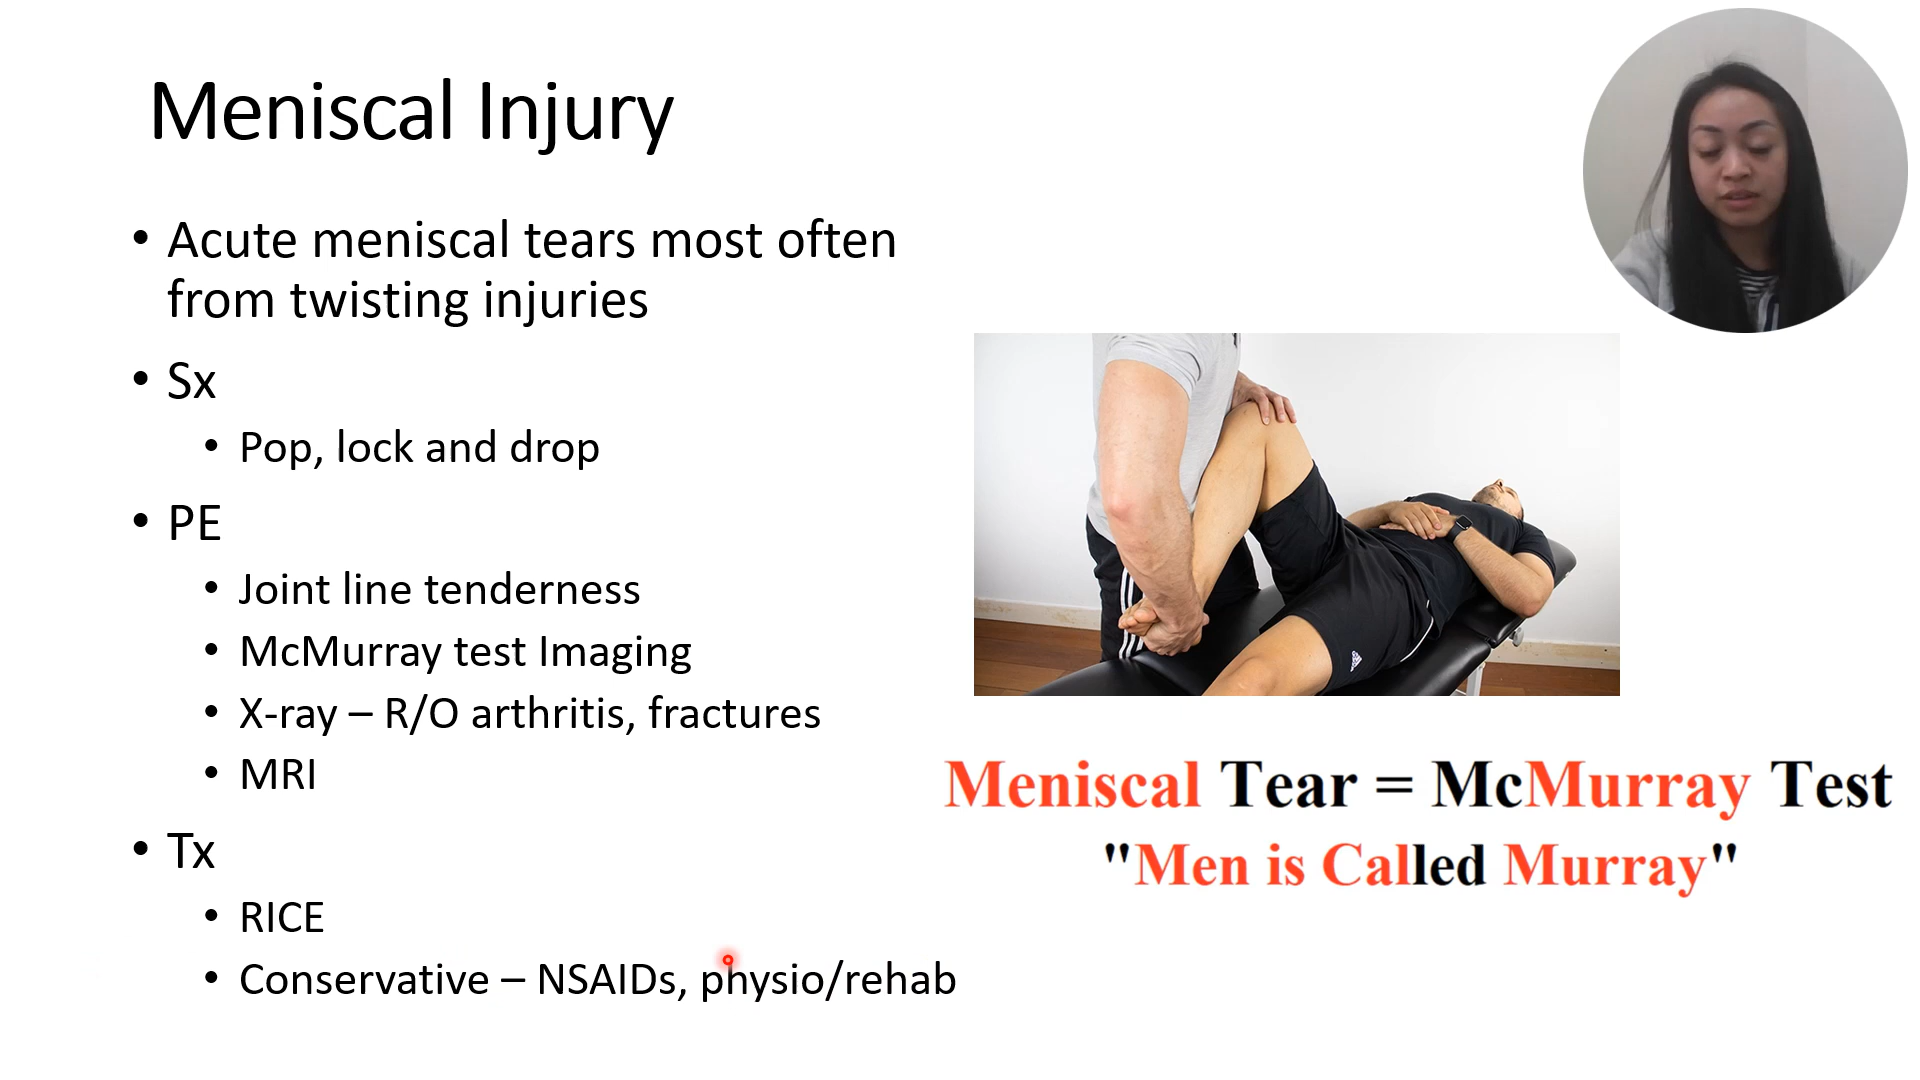 Meniscal Injury
• Acute meniscal tears most often
from twisting injuries
• Sx
• Pop, lock and drop
• PE
• Joint line tenderness
• McMurray test Imaging
• X-ray – R/O arthritis, fractures
• MRI
• Tx
• RICE
• Conservative – NSAIDs, physio/rehab
Meniscal Tear = McMurray Test
"Men is Called Murray"